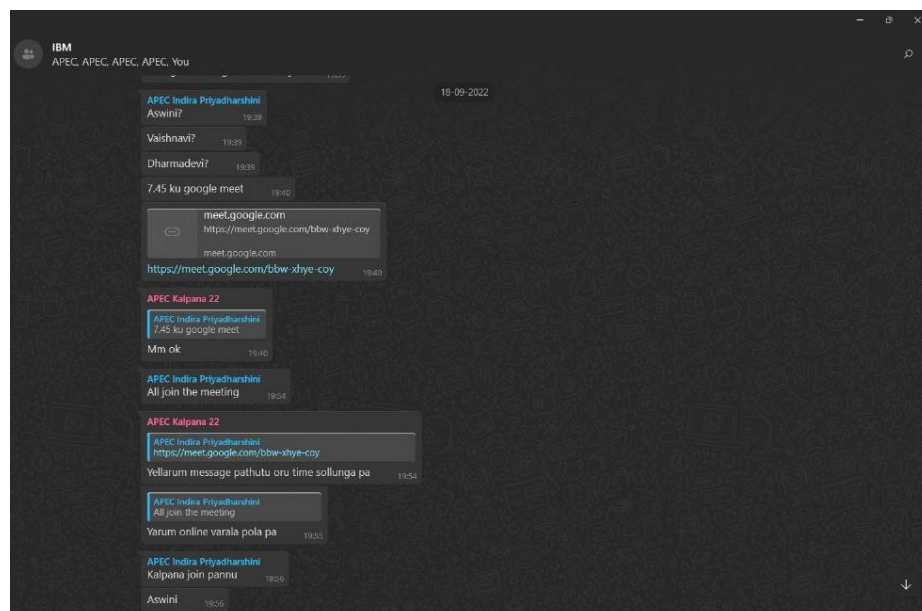 IBM
APEC, APEC, APEC, APEC, You
18-09-2022
APEC Indira Priyadharshini
Aswini?
19:39
Vaishnavi?
19:39
Dharmadevi?
19:39
7.45 ku google meet
19:40
meet.google.com
https://meet.google.com/bbw-xhye-coy
meet.google.com
https://meet.google.com/bbw-xhye-coy
19:40
APEC Kalpana 22
APEC Indira Priyadharshini
7.45 ku google meet
Mm ok
19:40
APEC Indira Priyadharshini
All join the meeting
19:54
APEC Kalpana 22
APEC Indira Priyadharshini
https://meet.google.com/bbw-xhye-coy
Yellarum message pathutu oru time sollunga pa
19:54
APEC Indira Priyadharshini
All join the meeting
Yarum online varala pola pa
19:55
APEC Indira Priyadharshini
Kalpana join pannu
19:56
Aswini
19:56